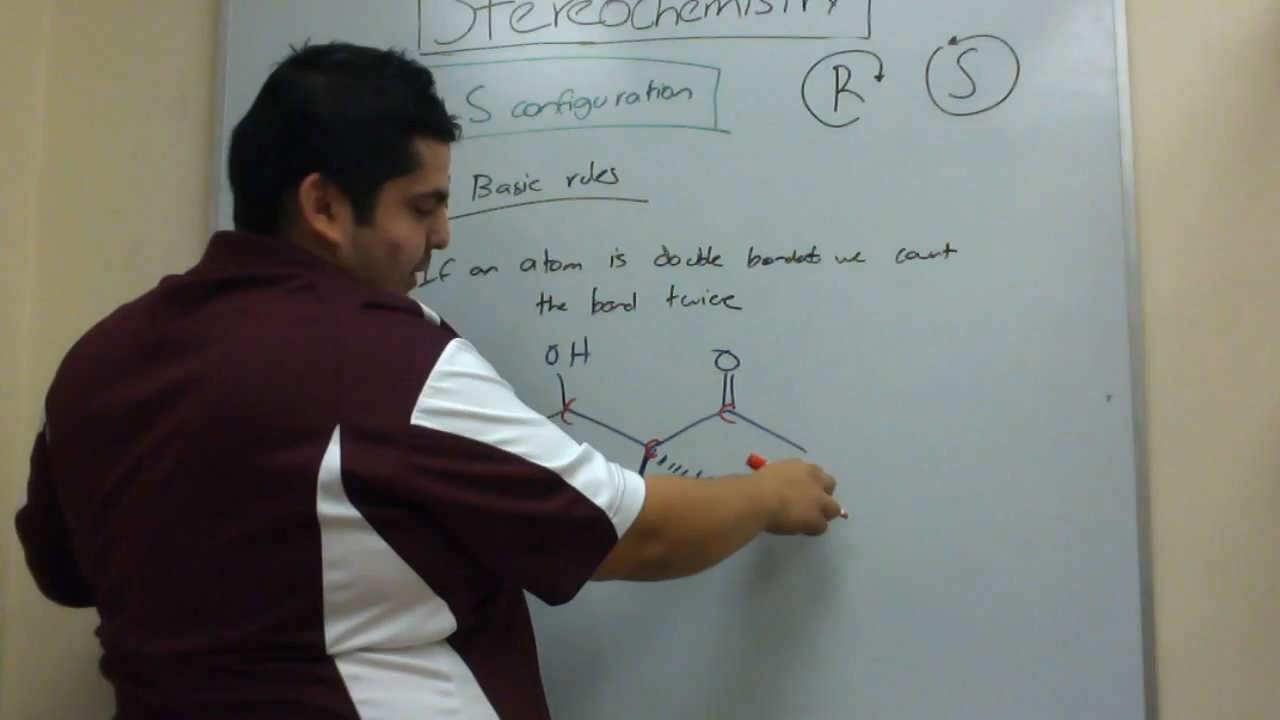 Stereochemistry
R S
S configuration
Basic rules
If an atom is double bonded we count
the bond twice
OH O
C C
C